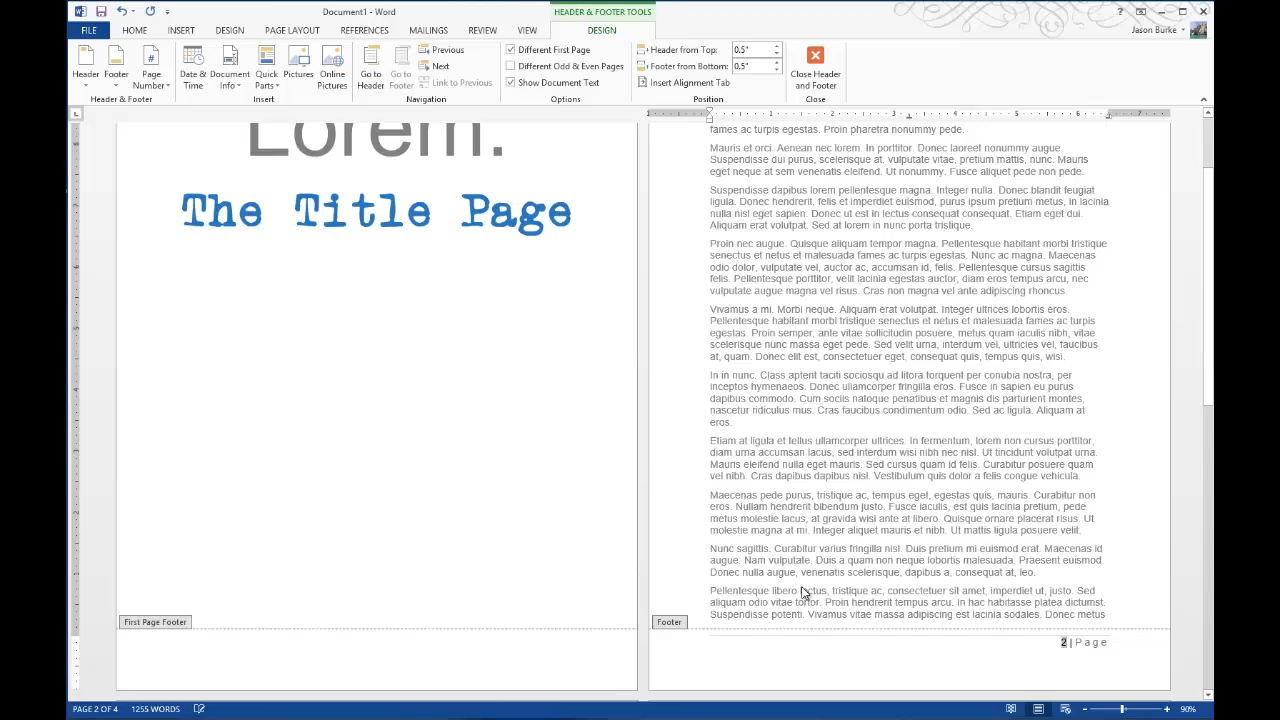 Document1 - Word
HEADER & FOOTER TOOLS
?
FILE
HOME
INSERT
DESIGN
PAGE LAYOUT
REFERENCES
MAILINGS
REVIEW
VIEW
DESIGN
Jason Burke
Header
Footer
Page Number
Header & Footer
Date & Time
Document Info
Quick Parts
Pictures
Online Pictures
Insert
Go to Header
Go to Footer
Previous
Next
Link to Previous
Navigation
Different First Page
Different Odd & Even Pages
Show Document Text
Options
Header from Top: 0.5"
Footer from Bottom: 0.5"
Insert Alignment Tab
Position
Close Header and Footer
Close
Lorem.
The Title Page
First Page Footer
fames ac turpis egestas. Proin pharetra nonummy pede.
Mauris et orci. Aenean nec lorem. In porttitor. Donec laoreet nonummy augue.
Suspendisse dui purus, scelerisque at, vulputate vitae, pretium mattis, nunc. Mauris
eget neque at sem venenatis eleifend. Ut nonummy. Fusce aliquet pede non pede.
Suspendisse dapibus lorem pellentesque magna. Integer nulla. Donec blandit feugiat
ligula. Donec hendrerit, felis et imperdiet euismod, purus ipsum pretium metus, in lacinia
nulla nisl eget sapien. Donec ut est in lectus consequat consequat. Etiam eget dui.
Aliquam erat volutpat. Sed at lorem in nunc porta tristique.
Proin nec augue. Quisque aliquam tempor magna. Pellentesque habitant morbi tristique
senectus et netus et malesuada fames ac turpis egestas. Nunc ac magna. Maecenas
odio dolor, vulputate vel, auctor ac, accumsan id, felis. Pellentesque cursus sagittis
felis. Pellentesque porttitor, velit lacinia egestas auctor, diam eros tempus arcu, nec
vulputate augue magna vel risus. Cras non magna vel ante adipiscing rhoncus.
Vivamus a mi. Morbi neque. Aliquam erat volutpat. Integer ultrices lobortis eros.
Pellentesque habitant morbi tristique senectus et netus et malesuada fames ac turpis
egestas. Proin semper, ante vitae sollicitudin posuere, metus quam iaculis nibh, vitae
scelerisque nunc massa eget pede. Sed velit urna, interdum vel, ultricies vel, faucibus
at, quam. Donec elit est, consectetuer eget, consequat quis, tempus quis, wisi.
In in nunc. Class aptent taciti sociosqu ad litora torquent per conubia nostra, per
inceptos hymenaeos. Donec ullamcorper fringilla eros. Fusce in sapien eu purus
dapibus commodo. Cum sociis natoque penatibus et magnis dis parturient montes,
nascetur ridiculus mus. Cras faucibus condimentum odio. Sed ac ligula. Aliquam at
eros.
Etiam at ligula et tellus ullamcorper ultrices. In fermentum, lorem non cursus porttitor,
diam urna accumsan lacus, sed interdum wisi nibh nec nisl. Ut tincidunt volutpat urna.
Mauris eleifend nulla eget mauris. Sed cursus quam id felis. Curabitur posuere quam
vel nibh. Cras dapibus dapibus nisl. Vestibulum quis dolor a felis congue vehicula.
Maecenas pede purus, tristique ac, tempus eget, egestas quis, mauris. Curabitur non
eros. Nullam hendrerit bibendum justo. Fusce iaculis, est quis lacinia pretium, pede
metus molestie lacus, at gravida wisi ante at libero. Quisque ornare placerat risus. Ut
molestie magna at mi. Integer aliquet mauris et nibh. Ut mattis ligula posuere velit.
Nunc sagittis. Curabitur varius fringilla nisl. Duis pretium mi euismod erat. Maecenas id
augue. Nam vulputate. Duis a quam non neque lobortis malesuada. Praesent euismod.
Donec nulla augue, venenatis scelerisque, dapibus a, consequat at, leo.
Pellentesque libero lectus, tristique ac, consectetuer sit amet, imperdiet ut, justo. Sed
aliquam odio vitae tortor. Proin hendrerit tempus arcu. In hac habitasse platea dictumst.
Suspendisse potenti. Vivamus vitae massa adipiscing est lacinia sodales. Donec metus
Footer
2 | Page
PAGE 2 OF 4
1255 WORDS
90%